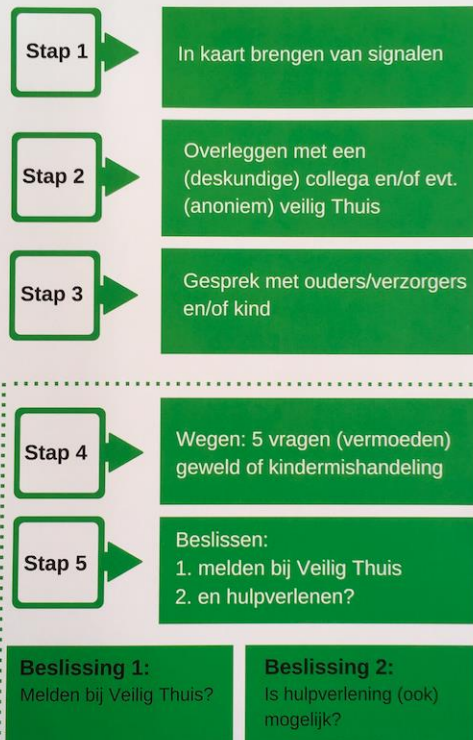 Stap 1
In kaart brengen van signalen
Stap 2
Overleggen met een
(deskundige) collega en/of evt.
(anoniem) veilig Thuis
Stap 3
Gesprek met ouders/verzorgers
en/of kind
Stap 4
Wegen: 5 vragen (vermoeden)
geweld of kindermishandeling
Stap 5
Beslissen:
1. melden bij Veilig Thuis
2. en hulpverlenen?
Beslissing 1:
Melden bij Veilig Thuis?
Beslissing 2:
Is hulpverlening (ook)
mogelijk?